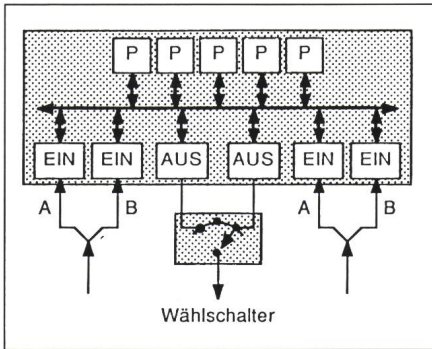 P P P P P
EIN EIN AUS AUS EIN EIN
A B A B
Wählschalter